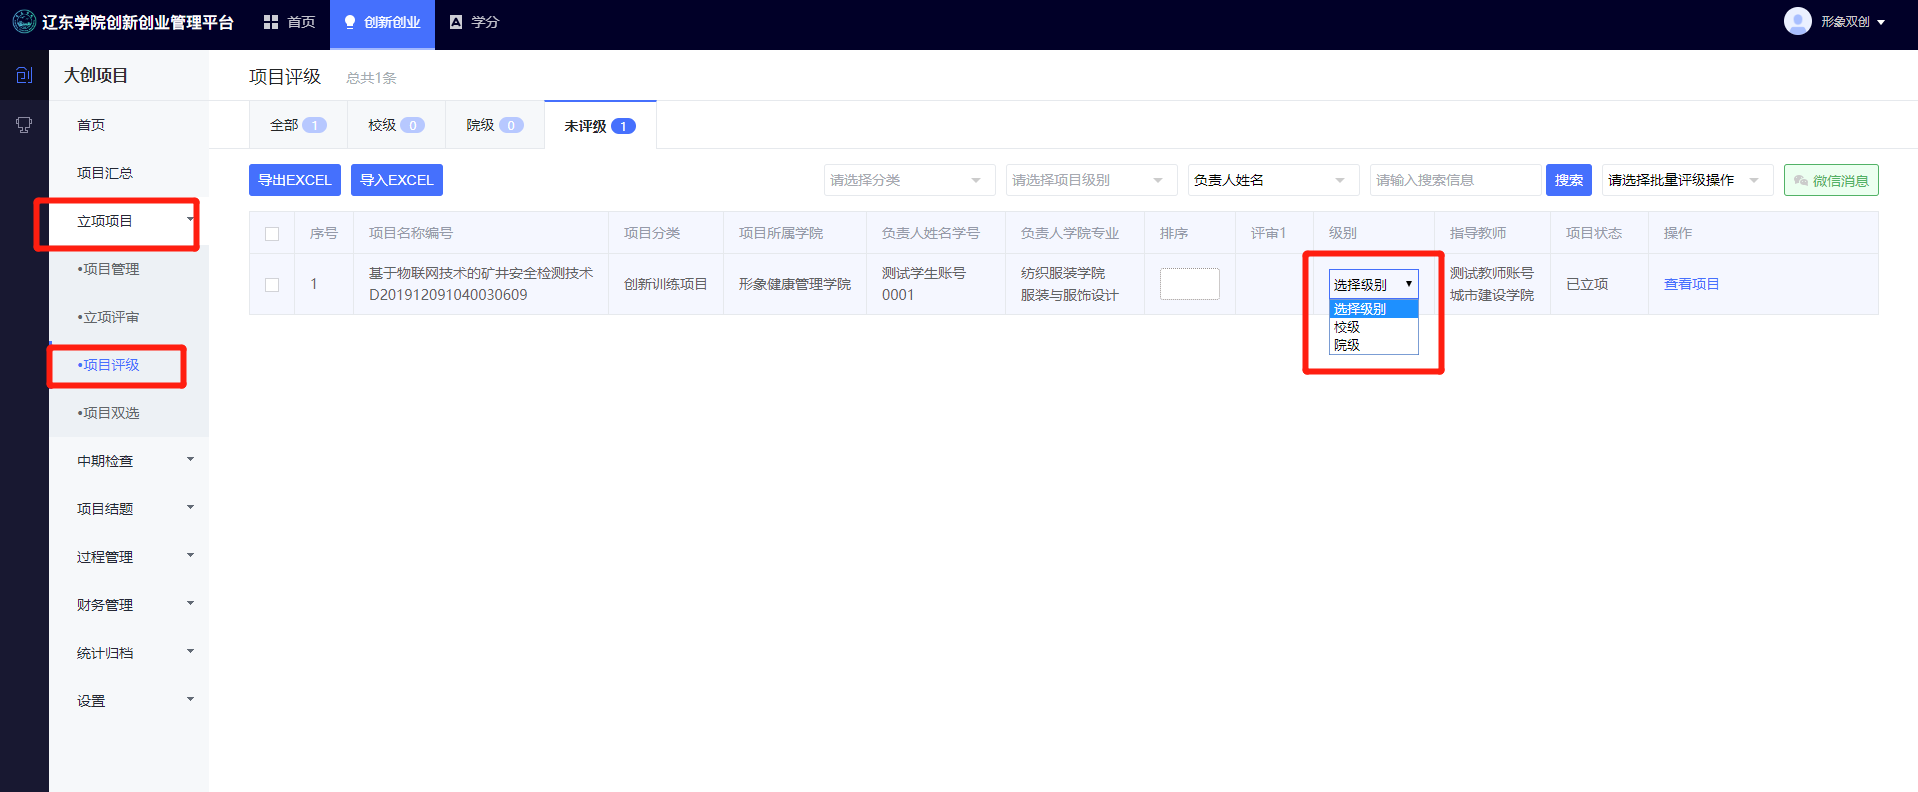 辽东学院创新创业管理平台
首页
创新创业
学分
形象双创
大创项目
首页
项目汇总
立项项目
•项目管理
•立项评审
•项目评级
•项目双选
中期检查
项目结题
过程管理
财务管理
统计归档
设置
项目评级 总共1条
全部 1
校级 0
院级 0
未评级 1
导出EXCEL
导入EXCEL
请选择分类
请选择项目级别
负责人姓名
请输入搜索信息
搜索
请选择批量评级操作
微信消息
序号 项目名称编号 项目分类 项目所属学院 负责人姓名学号 负责人学院专业 排序 评审1 级别 指导教师 项目状态 操作
1
基于物联网技术的矿井安全检测技术
D201912091040030609
创新训练项目
形象健康管理学院
测试学生账号
0001
纺织服装学院
服装与服饰设计
选择级别
选择级别
校级
院级
测试教师账号
城市建设学院
已立项
查看项目